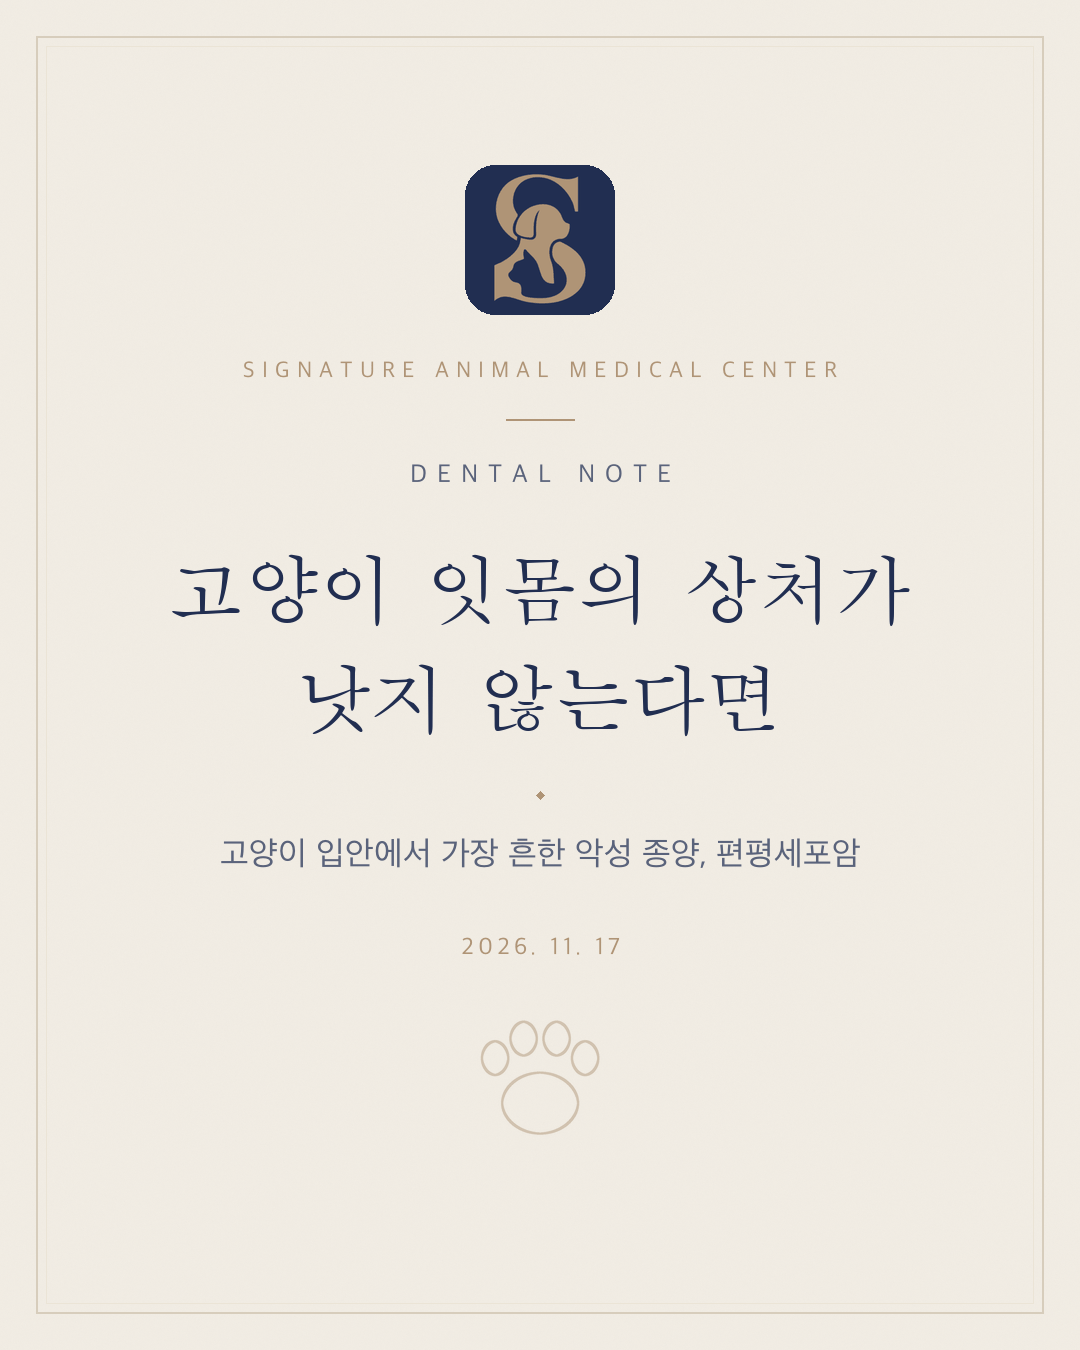 SIGNATURE ANIMAL MEDICAL CENTER
DENTAL NOTE
고양이 잇몸의 상처가
낫지 않는다면
고양이 입안에서 가장 흔한 악성 종양, 편평세포암
2026. 11. 17